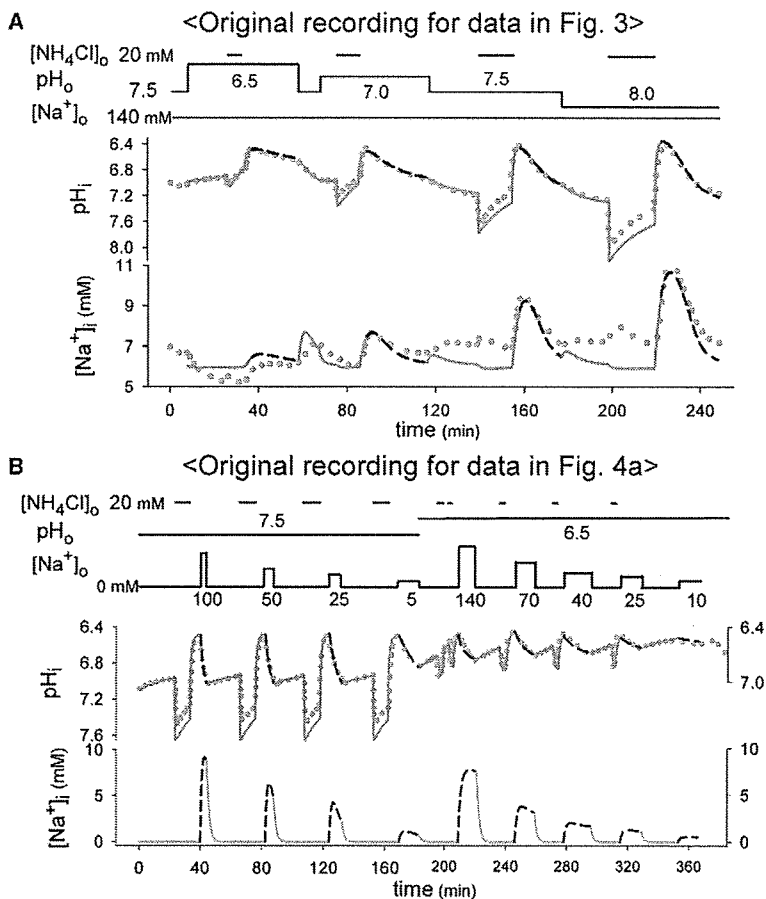 A <Original recording for data in Fig. 3>
[NH4Cl]o 20 mM
pHo 7.5 6.5 7.0 7.5 8.0
[Na+]o 140 mM
6.4
6.8
7.2
7.6
8.0
pHi
11
9
7
5
[Na+]i (mM)
0 40 80 120 160 200 240
time (min)
B <Original recording for data in Fig. 4a>
[NH4Cl]o 20 mM
pHo 7.5 6.5
[Na+]o 0 mM
100 50 25 5 140 70 40 25 10
6.4 6.4
6.8
7.0
7.2
7.6
pHi
10 10
5 5
0 0
[Na+]i (mM)
0 40 80 120 160 200 240 280 320 360
time (min)